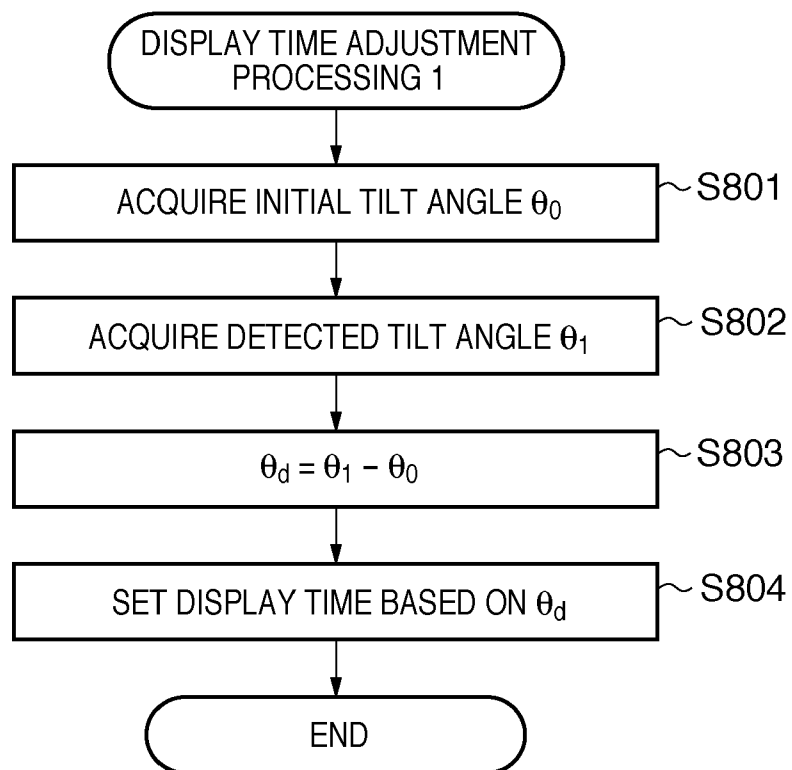 DISPLAY TIME ADJUSTMENT
PROCESSING 1
ACQUIRE INITIAL TILT ANGLE θ₀
S801
ACQUIRE DETECTED TILT ANGLE θ₁
S802
θd = θ₁ − θ₀
S803
SET DISPLAY TIME BASED ON θd
S804
END